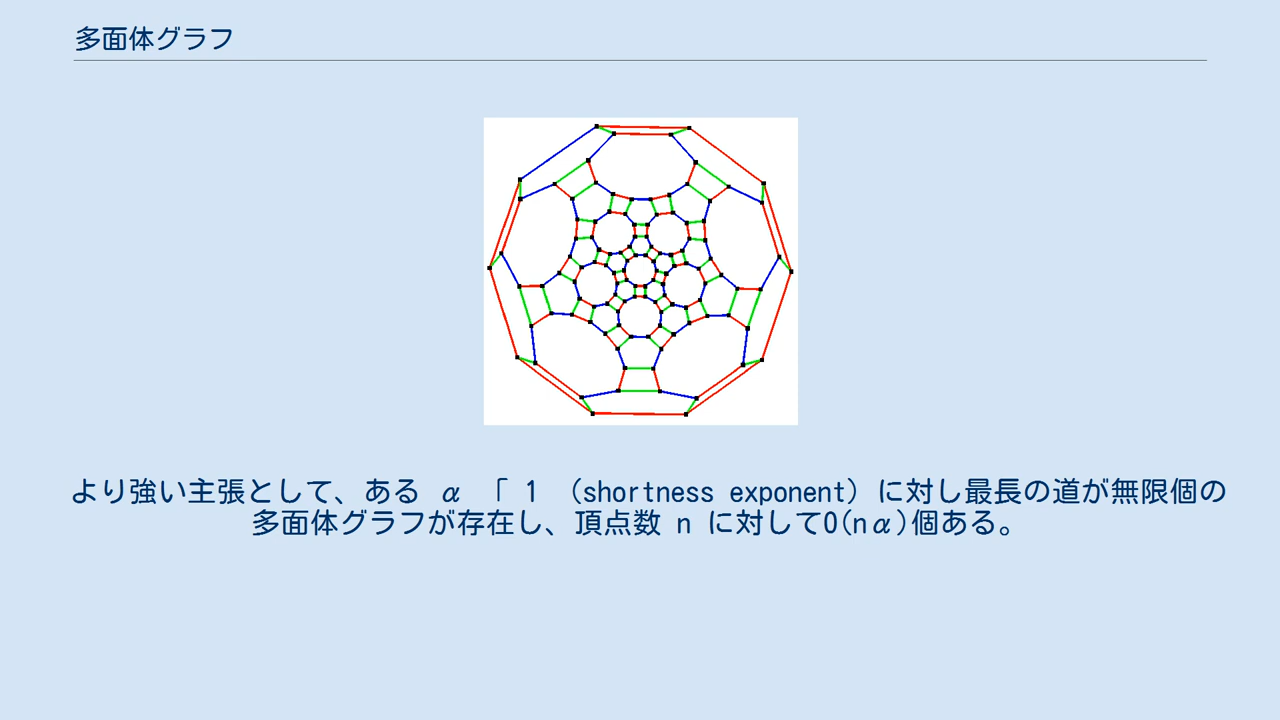 多面体グラフ
より強い主張として、ある α 「 1 （shortness exponent）に対し最長の道が無限個の
多面体グラフが存在し、頂点数 n に対してO(nα)個ある。